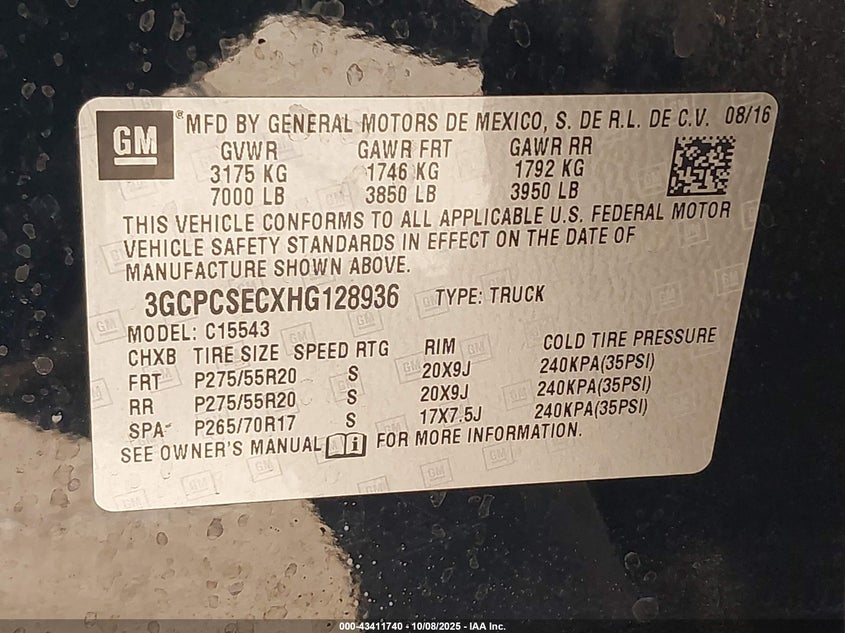 GM
® MFD BY GENERAL MOTORS DE MEXICO, S. DE R.L. DE C.V. 08/16
GVWR GAWR FRT GAWR RR
3175 KG 1746 KG 1792 KG
7000 LB 3850 LB 3950 LB
THIS VEHICLE CONFORMS TO ALL APPLICABLE U.S. FEDERAL MOTOR
VEHICLE SAFETY STANDARDS IN EFFECT ON THE DATE OF
MANUFACTURE SHOWN ABOVE.
3GCPCSECXHG128936 TYPE: TRUCK
MODEL: C15543
CHXB TIRE SIZE SPEED RTG RIM COLD TIRE PRESSURE
FRT P275/55R20 S 20X9J 240KPA(35PSI)
RR P275/55R20 S 20X9J 240KPA(35PSI)
SPA P265/70R17 S 17X7.5J 240KPA(35PSI)
SEE OWNER'S MANUAL FOR MORE INFORMATION.
000-43411740 - 10/08/2025 - IAA Inc.